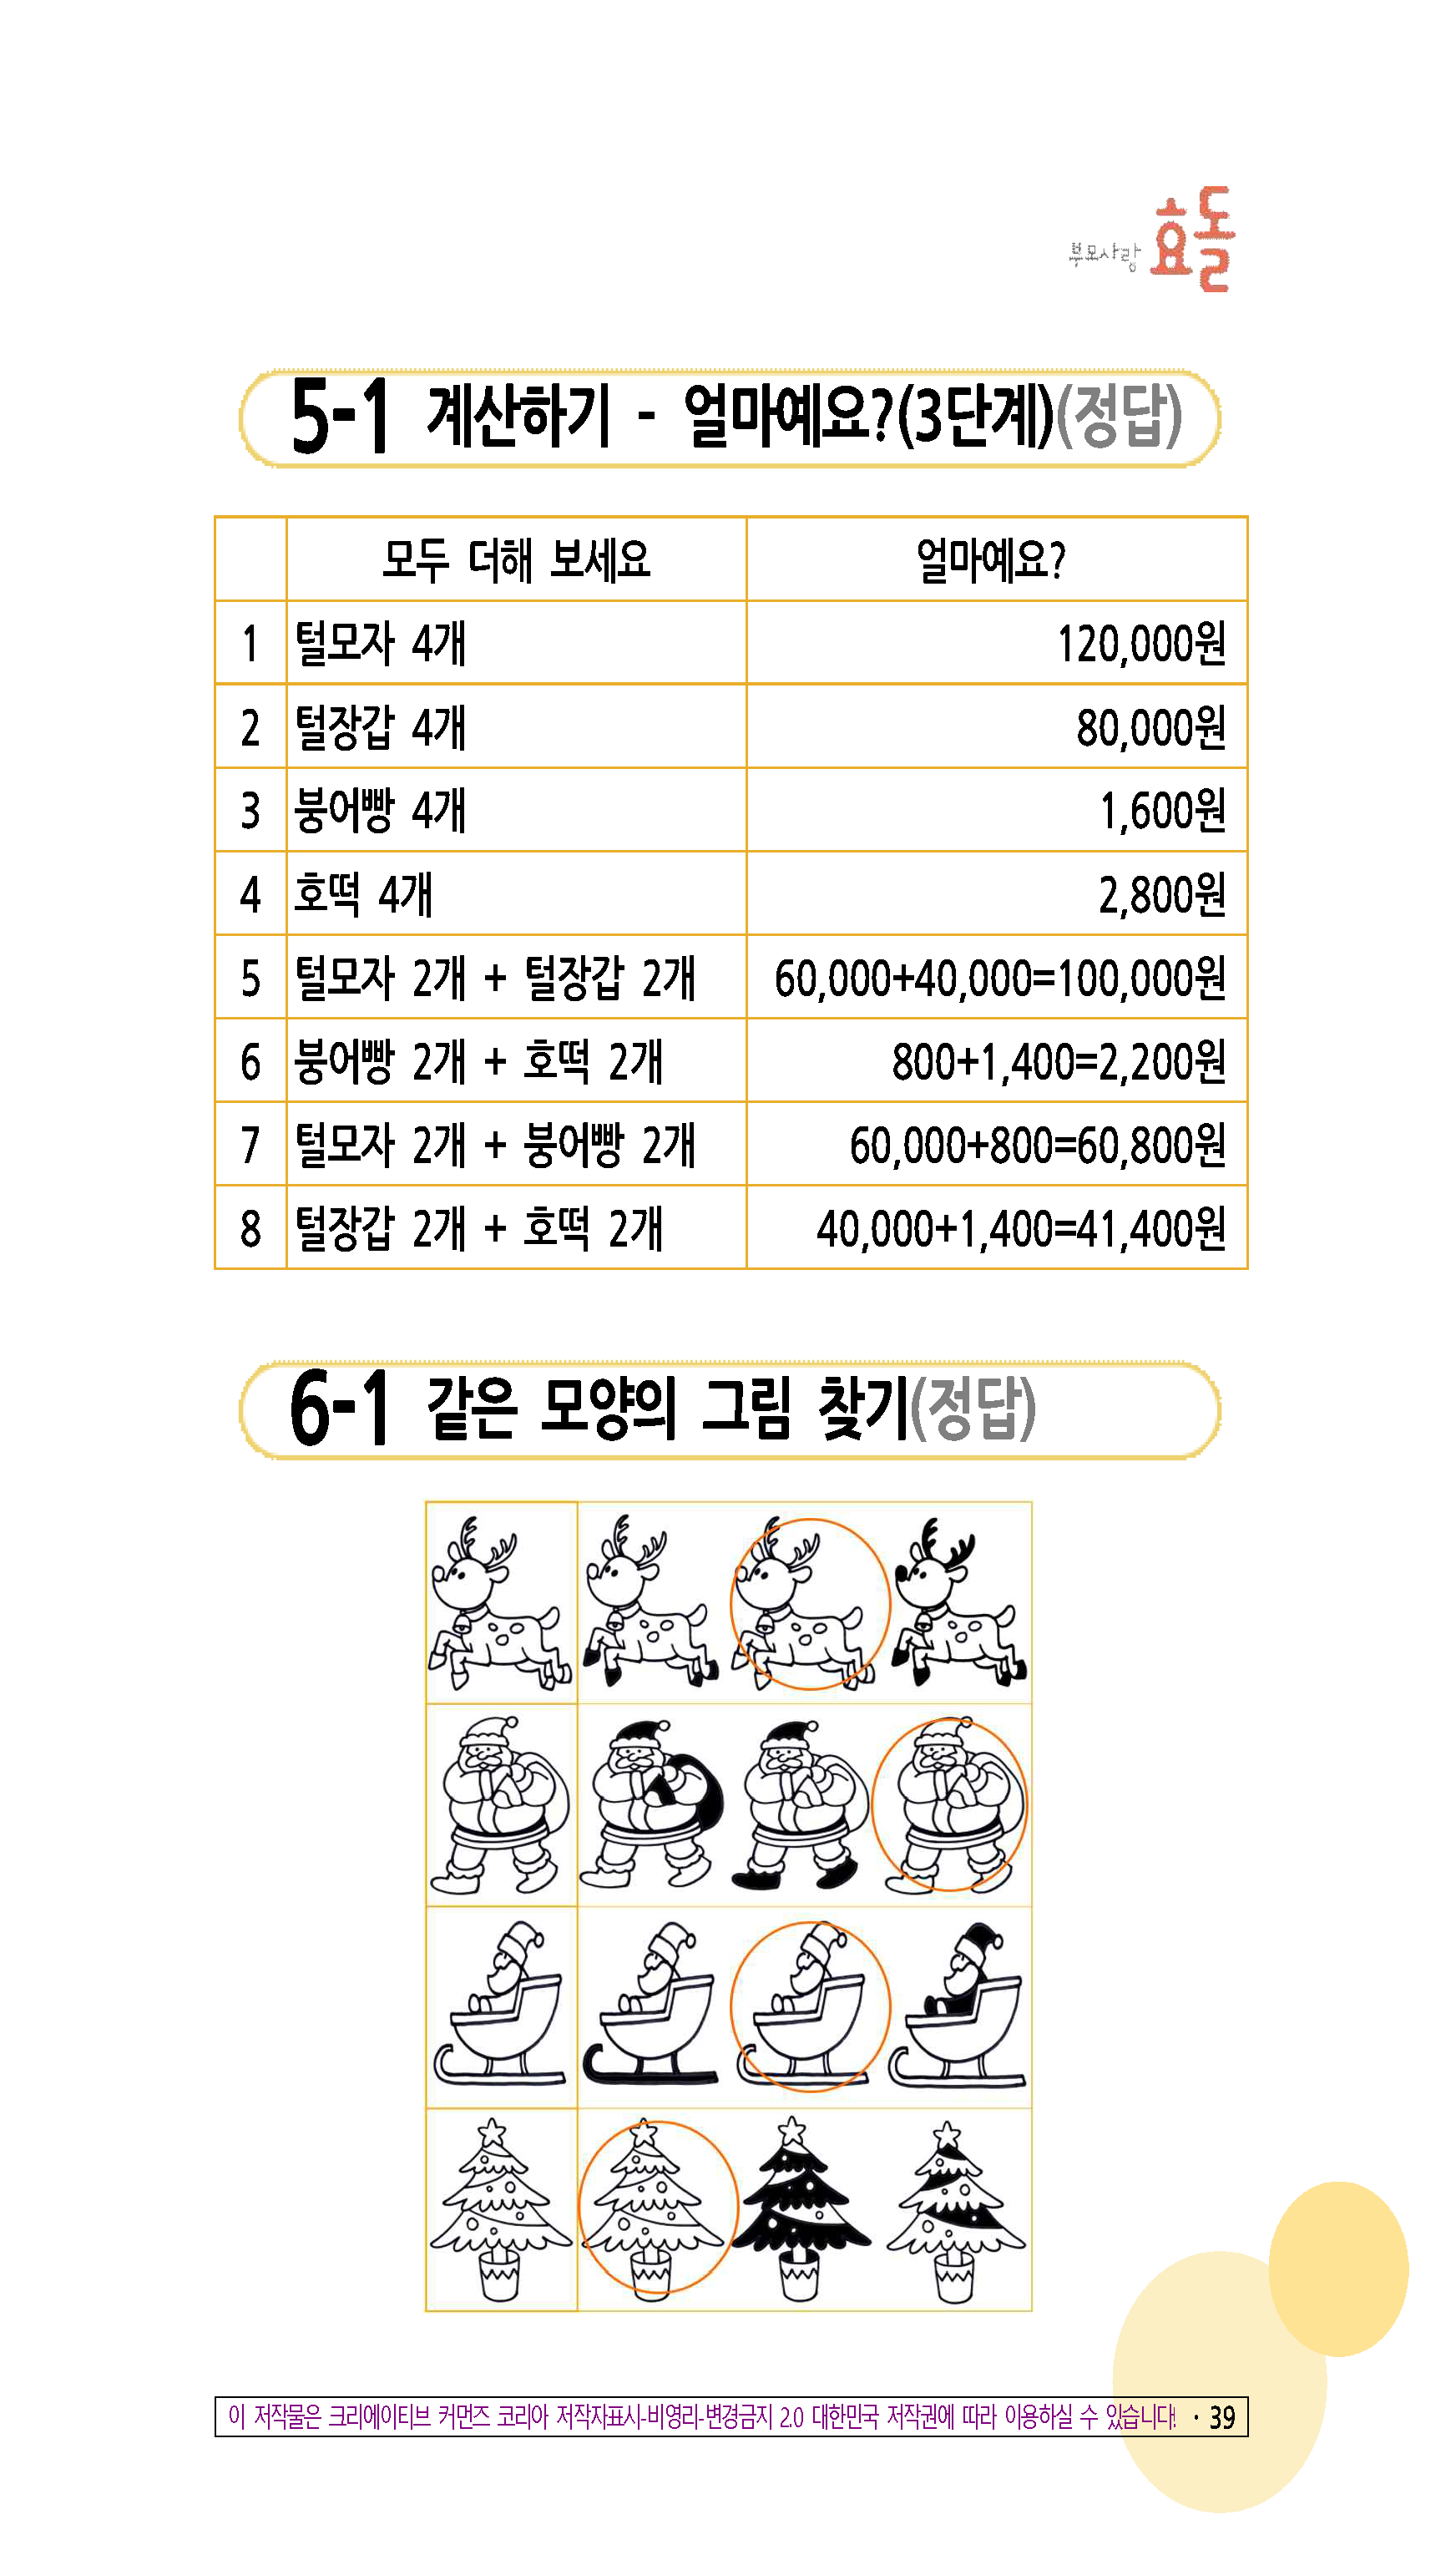 부모사랑 효돌
5-1 계산하기 - 얼마예요?(3단계)(정답)
모두 더해 보세요 얼마예요?
1 털모자 4개 120,000원
2 털장갑 4개 80,000원
3 붕어빵 4개 1,600원
4 호떡 4개 2,800원
5 털모자 2개 + 털장갑 2개 60,000+40,000=100,000원
6 붕어빵 2개 + 호떡 2개 800+1,400=2,200원
7 털모자 2개 + 붕어빵 2개 60,000+800=60,800원
8 털장갑 2개 + 호떡 2개 40,000+1,400=41,400원
6-1 같은 모양의 그림 찾기(정답)
이 저작물은 크리에이티브 커먼즈 코리아 저작자표시-비영리-변경금지 2.0 대한민국 저작권에 따라 이용하실 수 있습니다! · 39